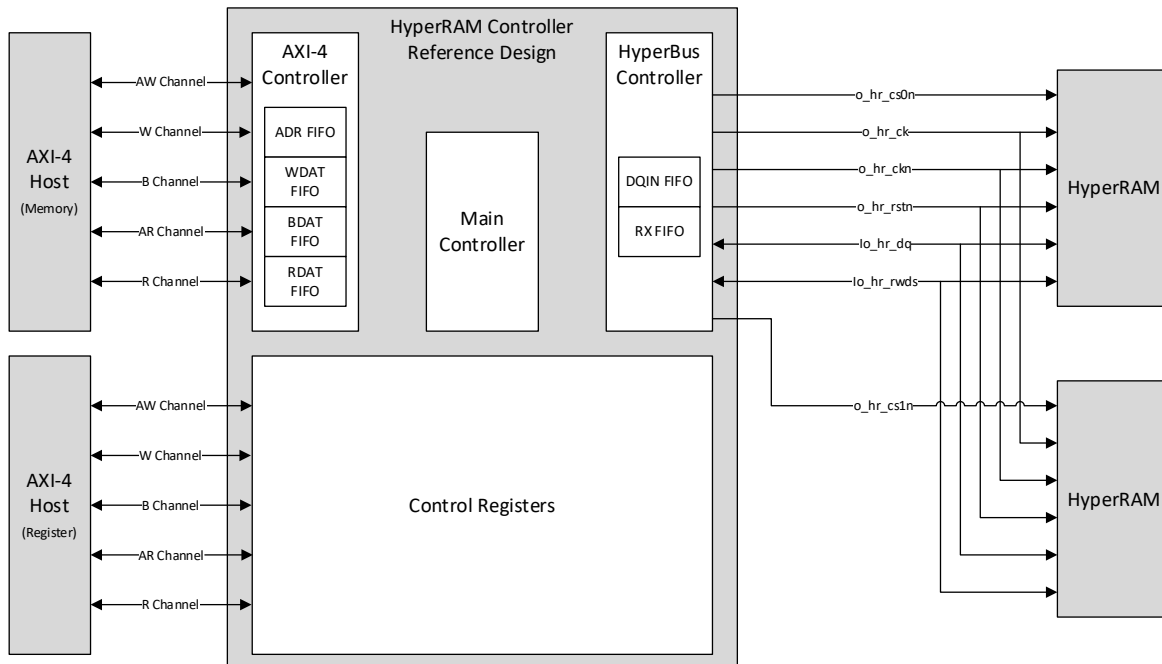 HyperRAM Controller
Reference Design
AXI-4
Controller
ADR FIFO
WDAT
FIFO
BDAT
FIFO
RDAT
FIFO
Main
Controller
HyperBus
Controller
DQIN FIFO
RX FIFO
AXI-4
Host
(Memory)
AW Channel
W Channel
B Channel
AR Channel
R Channel
o_hr_cs0n
o_hr_ck
o_hr_ckn
o_hr_rstn
Io_hr_dq
Io_hr_rwds
HyperRAM
AXI-4
Host
(Register)
AW Channel
W Channel
B Channel
AR Channel
R Channel
Control Registers
o_hr_cs1n
HyperRAM